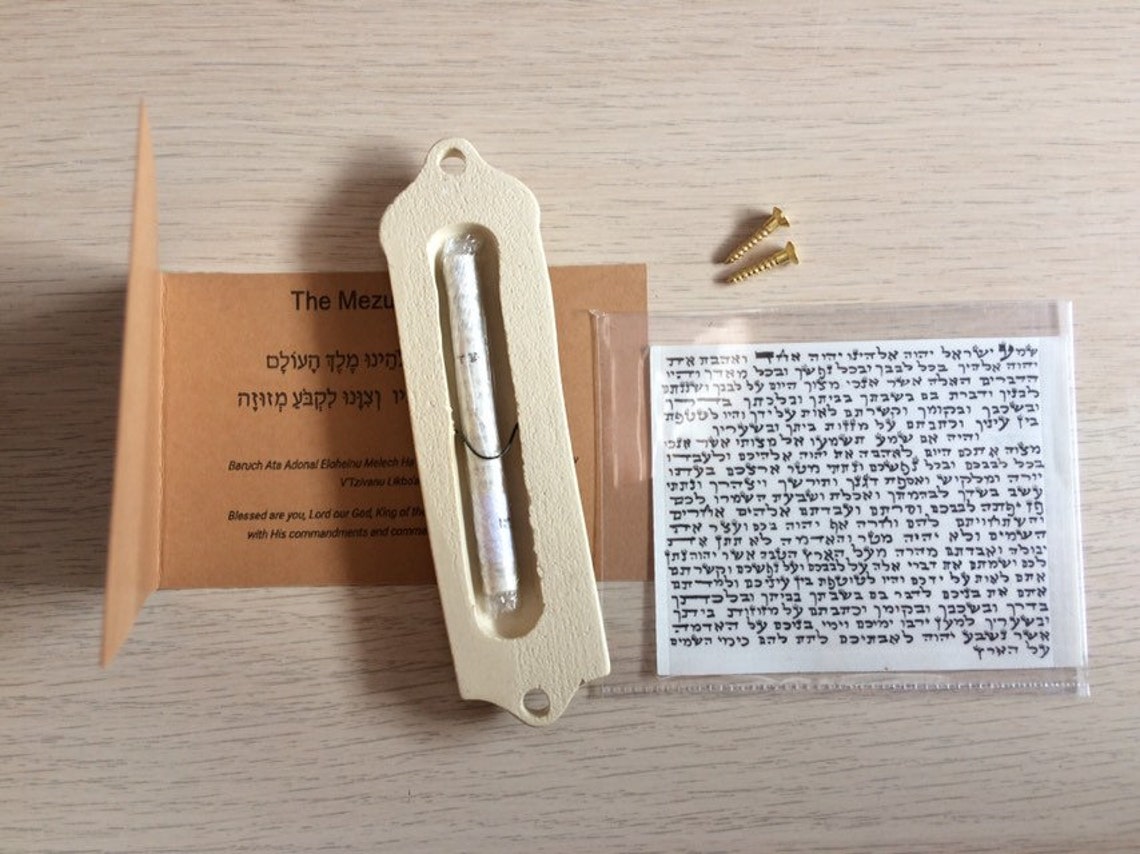 The Mezu
מֶלֶךְ הָעוֹלָם
וְצִוָּנוּ לִקְבֹּעַ מְזוּזָה
Baruch Ata Adonai Eloheinu Melech Ha
V'Tzivanu Likbo'a
Blessed are you, Lord our God, King of the
with His commandments and comme
שמע ישראל יהוה אלהינו יהוה אחד ואהבת את
יהוה אלהיך בכל לבבך ובכל נפשך ובכל מאדך והיו
הדברים האלה אשר אנכי מצוך היום על לבבך ושננתם
לבניך ודברת בם בשבתך בביתך ובלכתך בדרך
ובשכבך ובקומך וקשרתם לאות על ידך והיו לטטפת
בין עיניך וכתבתם על מזזות ביתך ובשעריך
והיה אם שמע תשמעו אל מצותי אשר אנכי
מצוה אתכם היום לאהבה את יהוה אלהיכם ולעבדו
בכל לבבכם ובכל נפשכם ונתתי מטר ארצכם בעתו
יורה ומלקוש ואספת דגנך ותירשך ויצהרך ונתתי
עשב בשדך לבהמתך ואכלת ושבעת השמרו לכם
פן יפתה לבבכם וסרתם ועבדתם אלהים אחרים
והשתחויתם להם וחרה אף יהוה בכם ועצר את
השמים ולא יהיה מטר והאדמה לא תתן את
יבולה ואבדתם מהרה מעל הארץ הטבה אשר יהוה נתן
לכם ושמתם את דברי אלה על לבבכם ועל נפשכם וקשרתם
אתם לאות על ידכם והיו לטוטפת בין עיניכם ולמדתם
אתם את בניכם לדבר בם בשבתך בביתך ובלכתך
בדרך ובשכבך ובקומך וכתבתם על מזוזות ביתך
ובשעריך למען ירבו ימיכם וימי בניכם על האדמה
אשר נשבע יהוה לאבתיכם לתת להם כימי השמים
על הארץ